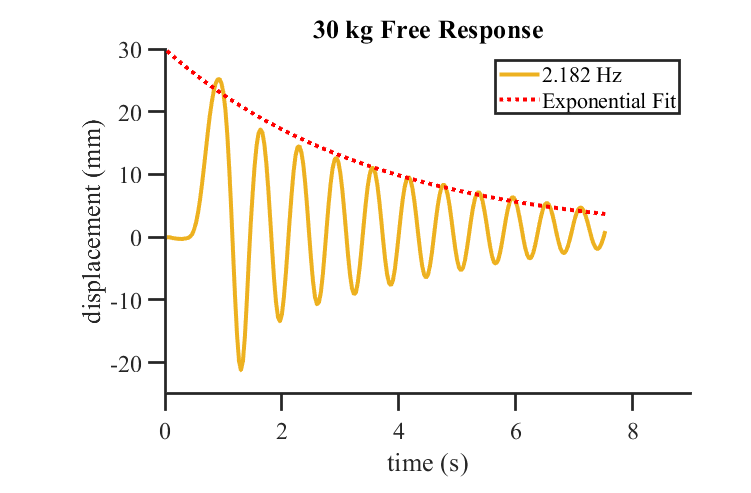 30 kg Free Response
2.182 Hz
Exponential Fit
displacement (mm)
30
20
10
0
-10
-20
0 2 4 6 8
time (s)